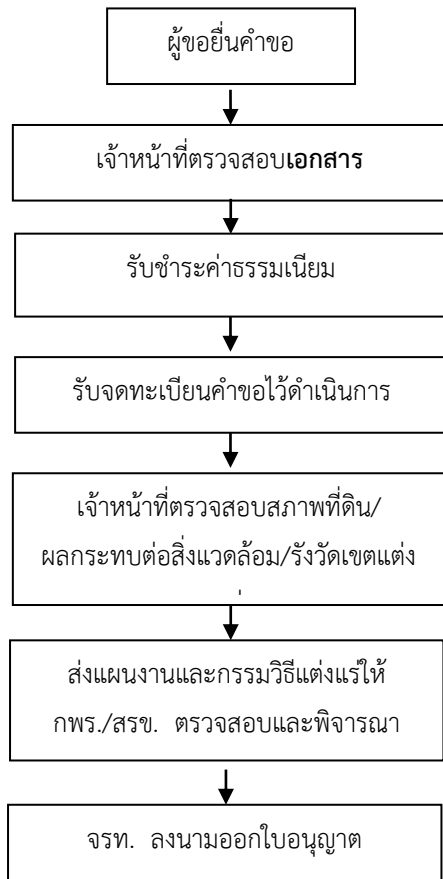 ผู้ขอยื่นคำขอ
เจ้าหน้าที่ตรวจสอบเอกสาร
รับชำระค่าธรรมเนียม
รับจดทะเบียนคำขอไว้ดำเนินการ
เจ้าหน้าที่ตรวจสอบสภาพที่ดิน/
ผลกระทบต่อสิ่งแวดล้อม/รังวัดเขตแต่ง
ส่งแผนงานและกรรมวิธีแต่งแร่ให้
กพร./สรข. ตรวจสอบและพิจารณา
จรท. ลงนามออกใบอนุญาต